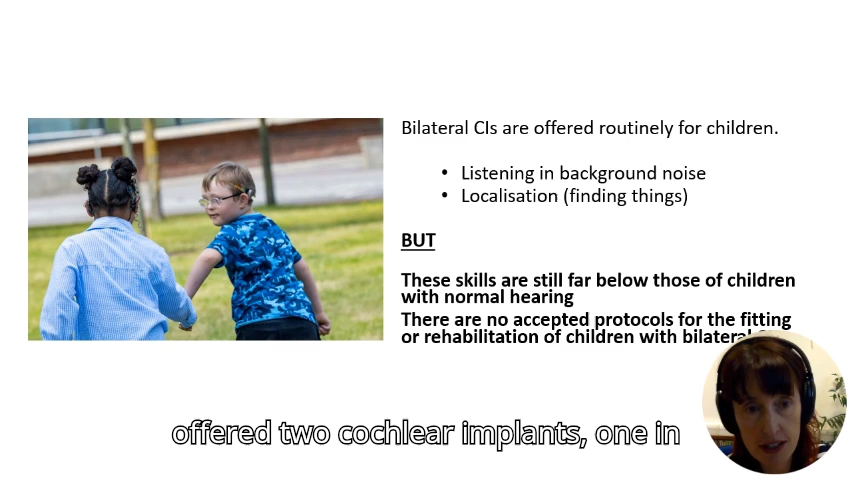 Bilateral CIs are offered routinely for children.
• Listening in background noise
• Localisation (finding things)
BUT
These skills are still far below those of children
with normal hearing
There are no accepted protocols for the fitting
or rehabilitation of children with bilateral
offered two cochlear implants, one in